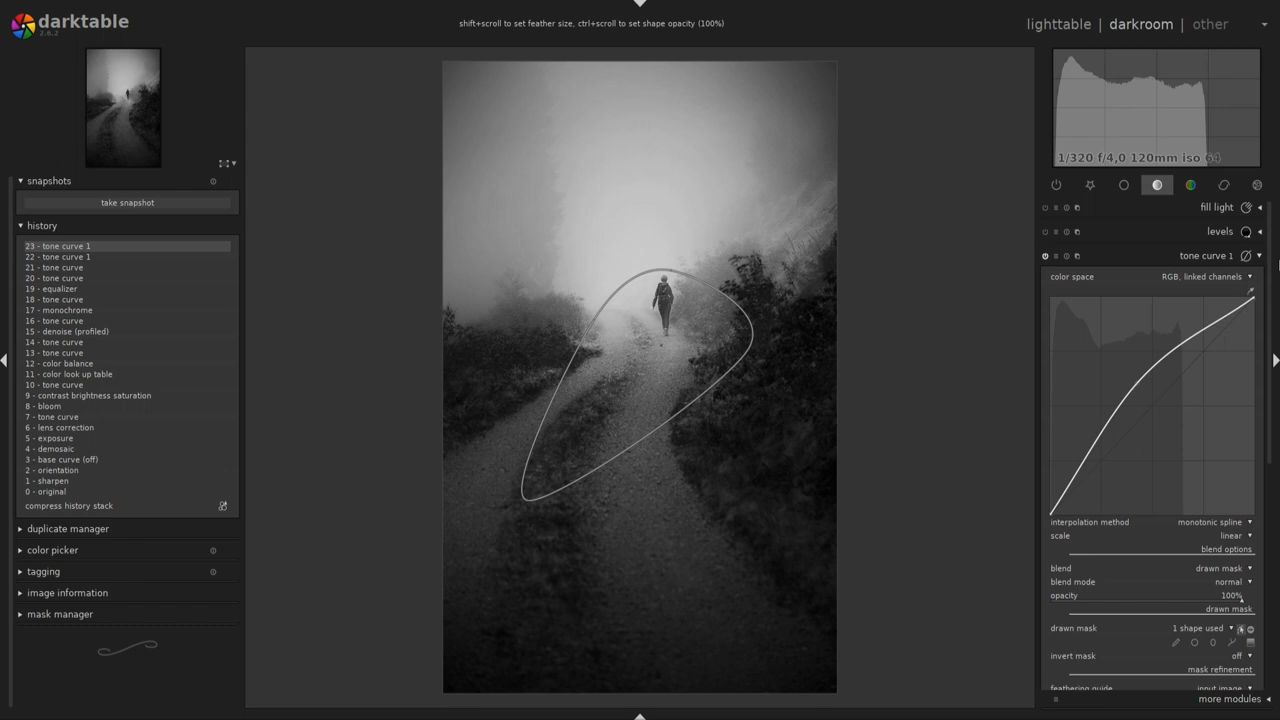 darktable
2.6.2
shift+scroll to set feather size, ctrl+scroll to set shape opacity (100%)
lighttable | darkroom | other
1/320 f/4,0 120mm iso 64
snapshots
take snapshot
history
23 - tone curve 1
22 - tone curve 1
21 - tone curve
20 - tone curve
19 - equalizer
18 - tone curve
17 - monochrome
16 - tone curve
15 - denoise (profiled)
14 - tone curve
13 - tone curve
12 - color balance
11 - color look up table
10 - tone curve
9 - contrast brightness saturation
8 - bloom
7 - tone curve
6 - lens correction
5 - exposure
4 - demosaic
3 - base curve (off)
2 - orientation
1 - sharpen
0 - original
compress history stack
duplicate manager
color picker
tagging
image information
mask manager
fill light
levels
tone curve 1
color space RGB, linked channels
interpolation method monotonic spline
scale linear
blend options
blend drawn mask
blend mode normal
opacity 100%
drawn mask
drawn mask 1 shape used
invert mask off
mask refinement
feathering guide input image
more modules